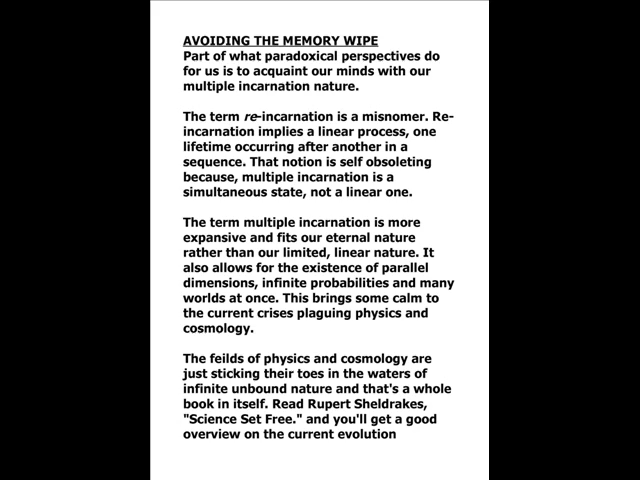 AVOIDING THE MEMORY WIPE
Part of what paradoxical perspectives do
for us is to acquaint our minds with our
multiple incarnation nature.
The term re-incarnation is a misnomer. Re-
incarnation implies a linear process, one
lifetime occurring after another in a
sequence. That notion is self obsoleting
because, multiple incarnation is a
simultaneous state, not a linear one.
The term multiple incarnation is more
expansive and fits our eternal nature
rather than our limited, linear nature. It
also allows for the existence of parallel
dimensions, infinite probabilities and many
worlds at once. This brings some calm to
the current crises plaguing physics and
cosmology.
The feilds of physics and cosmology are
just sticking their toes in the waters of
infinite unbound nature and that's a whole
book in itself. Read Rupert Sheldrakes,
"Science Set Free." and you'll get a good
overview on the current evolution